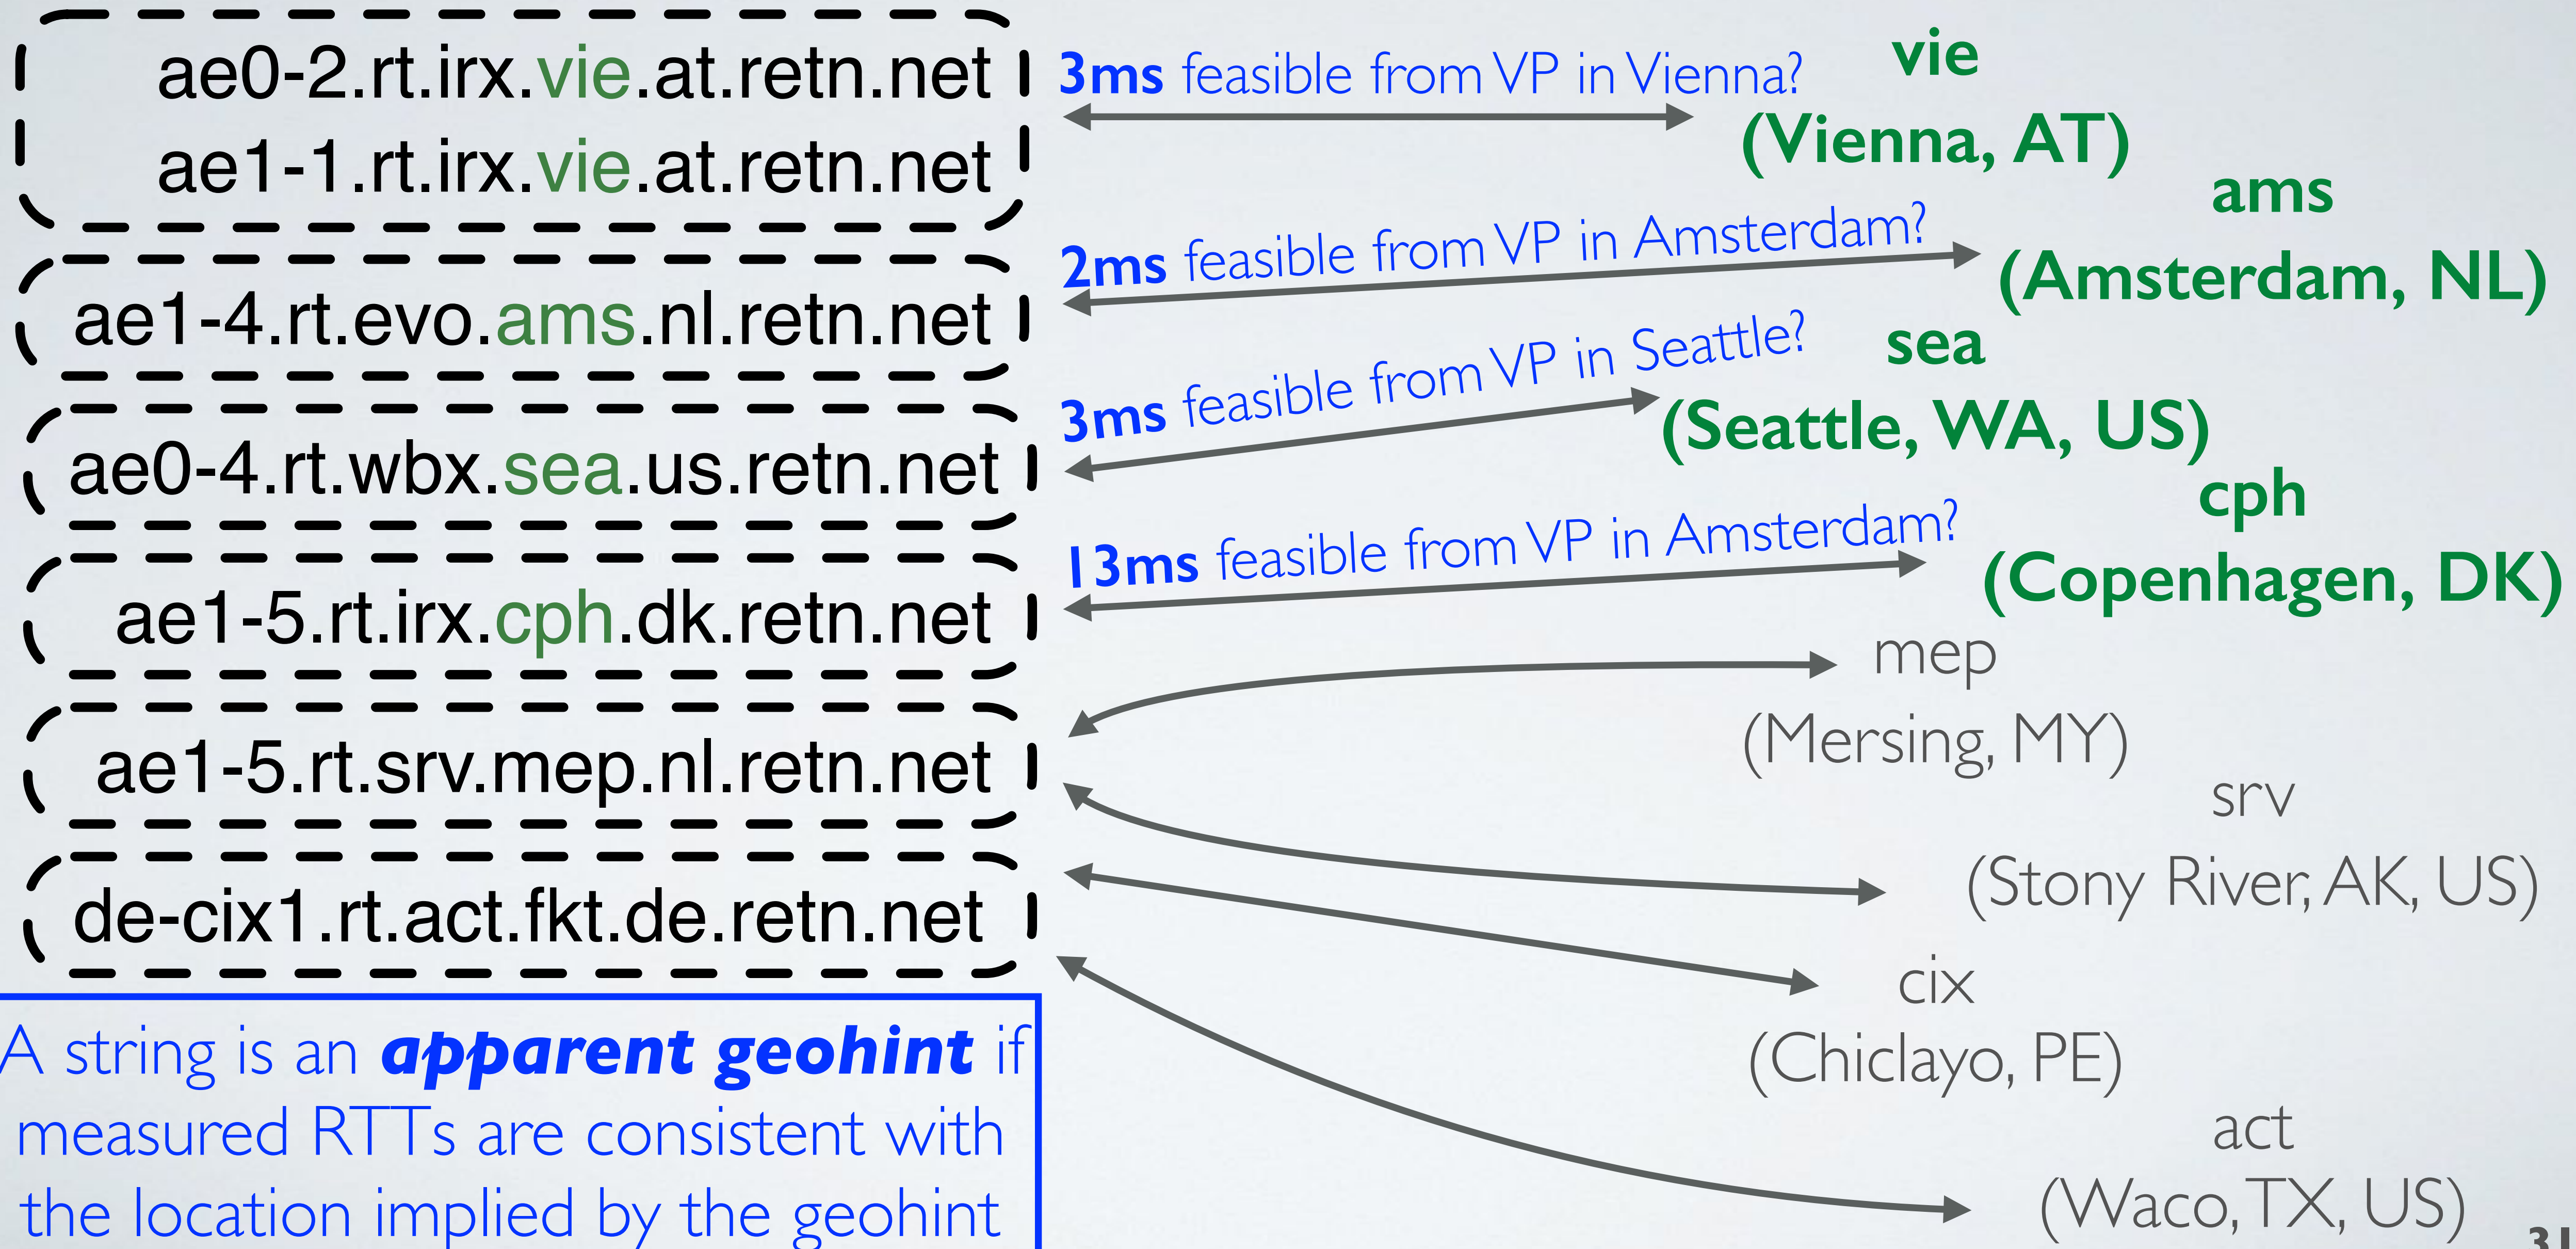 ae0-2.rt.irx.vie.at.retn.net
ae1-1.rt.irx.vie.at.retn.net
3ms feasible from VP in Vienna?
vie
(Vienna, AT)
ae1-4.rt.evo.ams.nl.retn.net
2ms feasible from VP in Amsterdam?
ams
(Amsterdam, NL)
ae0-4.rt.wbx.sea.us.retn.net
3ms feasible from VP in Seattle?
sea
(Seattle, WA, US)
ae1-5.rt.irx.cph.dk.retn.net
13ms feasible from VP in Amsterdam?
cph
(Copenhagen, DK)
ae1-5.rt.srv.mep.nl.retn.net
mep
(Mersing, MY)
srv
(Stony River, AK, US)
de-cix1.rt.act.fkt.de.retn.net
cix
(Chiclayo, PE)
act
(Waco, TX, US)
A string is an apparent geohint if
measured RTTs are consistent with
the location implied by the geohint
31